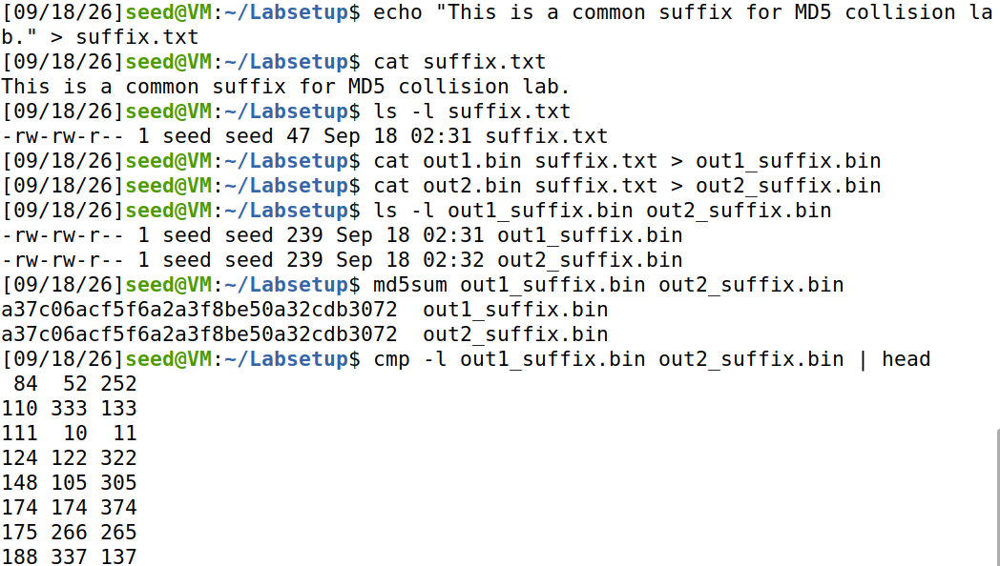 [09/18/26]seed@VM:~/Labsetup$ echo "This is a common suffix for MD5 collision la
b." > suffix.txt
[09/18/26]seed@VM:~/Labsetup$ cat suffix.txt
This is a common suffix for MD5 collision lab.
[09/18/26]seed@VM:~/Labsetup$ ls -l suffix.txt
-rw-rw-r-- 1 seed seed 47 Sep 18 02:31 suffix.txt
[09/18/26]seed@VM:~/Labsetup$ cat out1.bin suffix.txt > out1_suffix.bin
[09/18/26]seed@VM:~/Labsetup$ cat out2.bin suffix.txt > out2_suffix.bin
[09/18/26]seed@VM:~/Labsetup$ ls -l out1_suffix.bin out2_suffix.bin
-rw-rw-r-- 1 seed seed 239 Sep 18 02:31 out1_suffix.bin
-rw-rw-r-- 1 seed seed 239 Sep 18 02:32 out2_suffix.bin
[09/18/26]seed@VM:~/Labsetup$ md5sum out1_suffix.bin out2_suffix.bin
a37c06acf5f6a2a3f8be50a32cdb3072  out1_suffix.bin
a37c06acf5f6a2a3f8be50a32cdb3072  out2_suffix.bin
[09/18/26]seed@VM:~/Labsetup$ cmp -l out1_suffix.bin out2_suffix.bin | head
 84  52 252
110 333 133
111  10  11
124 122 322
148 105 305
174 174 374
175 266 265
188 337 137